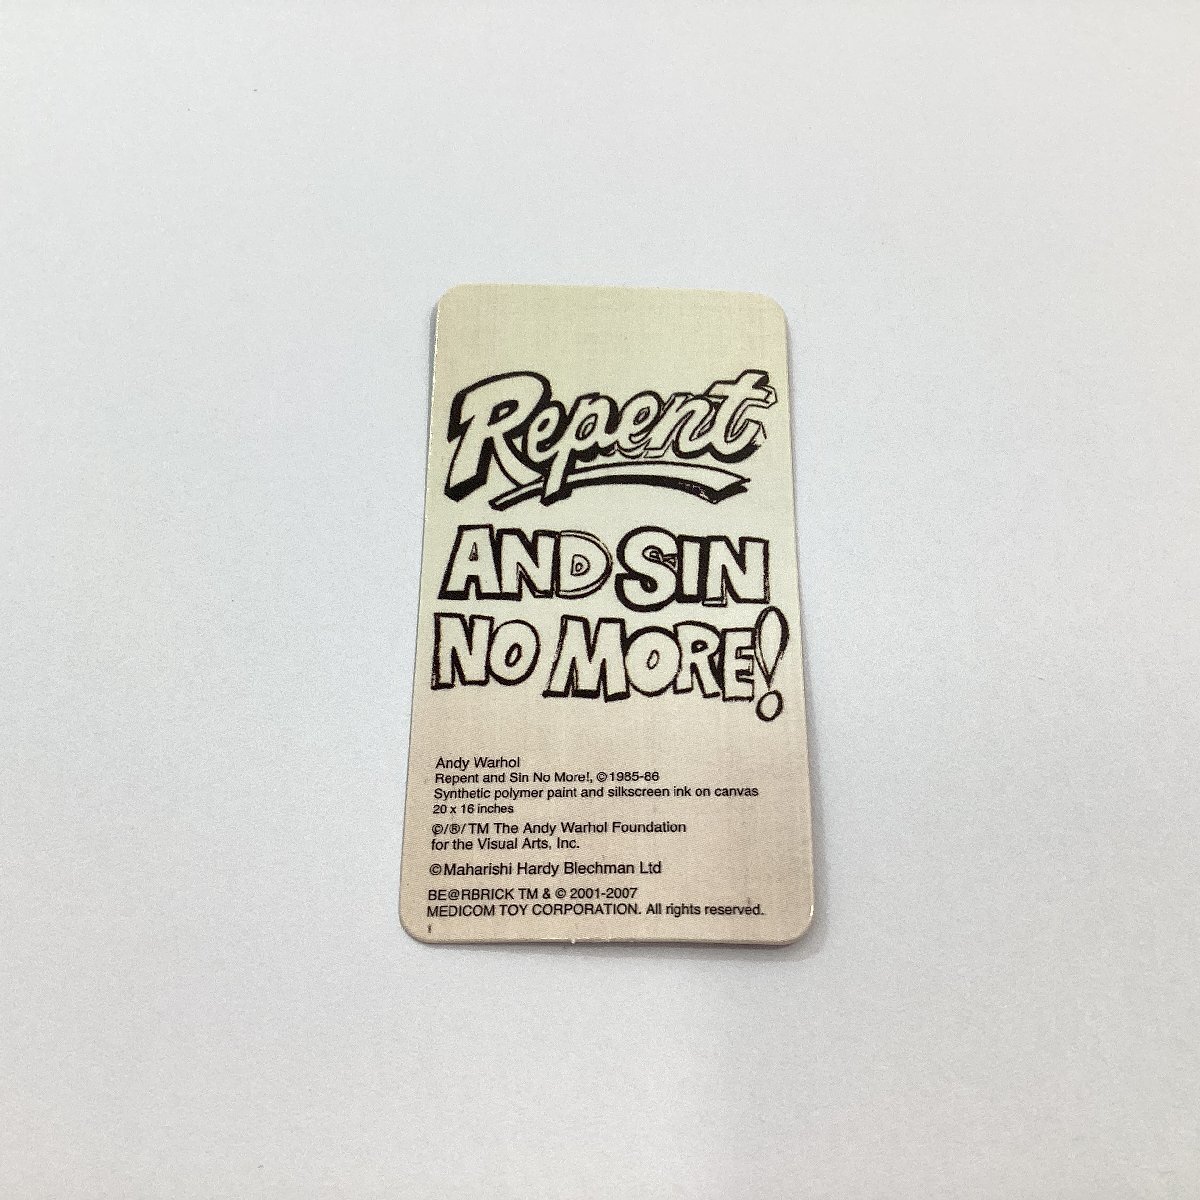 Repent
AND SIN
NO MORE!
Andy Warhol
Repent and Sin No More!, ©1985-86
Synthetic polymer paint and silkscreen ink on canvas
20 x 16 inches
©/®/TM The Andy Warhol Foundation
for the Visual Arts, Inc.
©Maharishi Hardy Blechman Ltd
BE@RBRICK TM & © 2001-2007
MEDICOM TOY CORPORATION. All rights reserved.